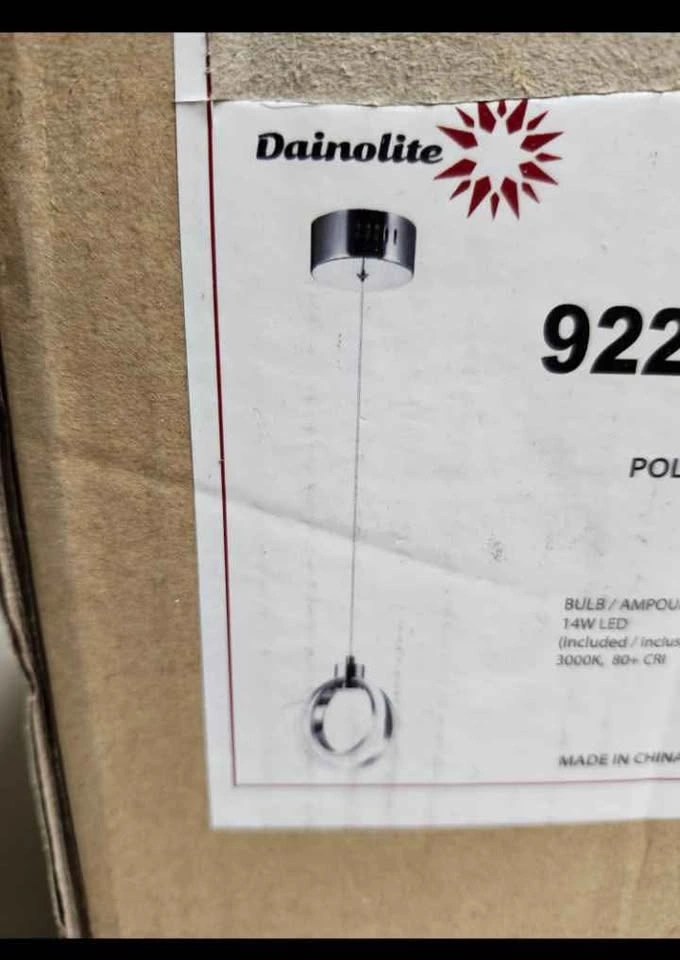 Dainolite
922
POL
BULB / AMPOU
14W LED
(Included / Inclus
3000K, 80+ CRI
MADE IN CHINA